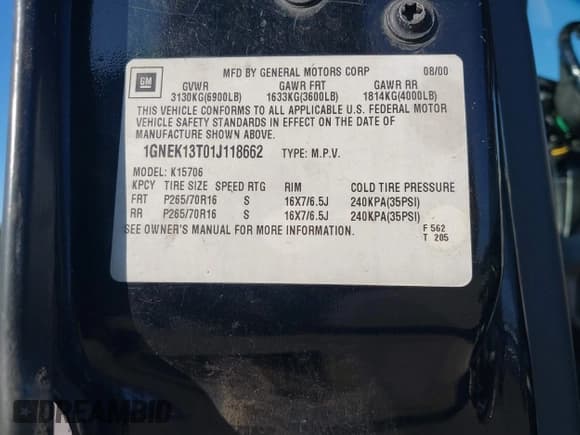 GM
MFD BY GENERAL MOTORS CORP 08/00
GVWR GAWR FRT GAWR RR
3130KG(6900LB) 1633KG(3600LB) 1814KG(4000LB)
THIS VEHICLE CONFORMS TO ALL APPLICABLE U.S. FEDERAL MOTOR
VEHICLE SAFETY STANDARDS IN EFFECT ON THE DATE OF
MANUFACTURE SHOWN ABOVE.
1GNEK13T01J118662 TYPE: M.P.V.
MODEL: K15706
KPCY TIRE SIZE SPEED RTG RIM COLD TIRE PRESSURE
FRT P265/70R16 S 16X7/6.5J 240KPA(35PSI)
RR P265/70R16 S 16X7/6.5J 240KPA(35PSI)
SEE OWNER'S MANUAL FOR MORE INFORMATION.
F 562
T 205
DREAMBID